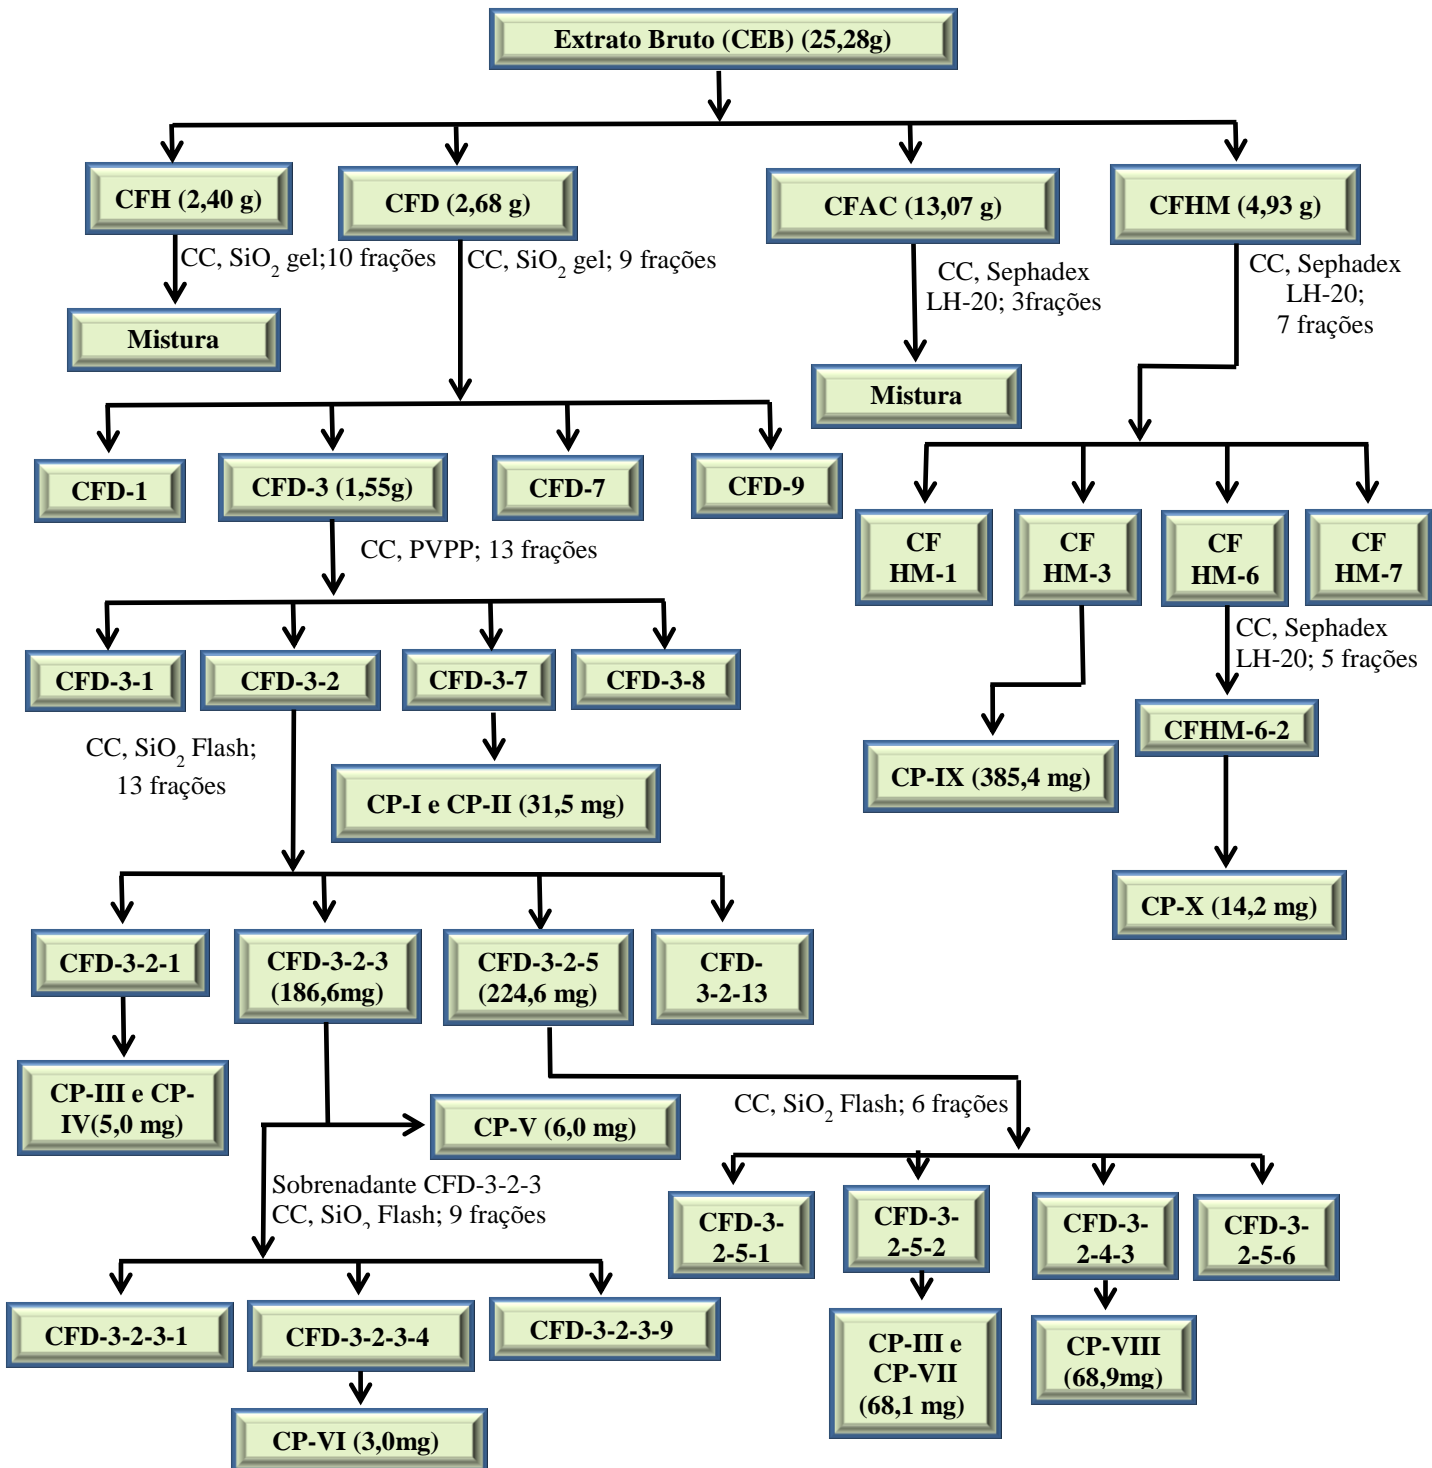 Extrato Bruto (CEB) (25,28g)
CFH (2,40 g)
CFD (2,68 g)
CFAC (13,07 g)
CFHM (4,93 g)
CC, SiO2 gel;10 frações
CC, SiO2 gel; 9 frações
CC, Sephadex
LH-20; 3frações
CC, Sephadex
LH-20;
7 frações
Mistura
Mistura
CFD-1
CFD-3 (1,55g)
CFD-7
CFD-9
CF
HM-1
CF
HM-3
CF
HM-6
CF
HM-7
CC, PVPP; 13 frações
CC, Sephadex
LH-20; 5 frações
CFD-3-1
CFD-3-2
CFD-3-7
CFD-3-8
CFHM-6-2
CC, SiO2 Flash;
13 frações
CP-I e CP-II (31,5 mg)
CP-IX (385,4 mg)
CP-X (14,2 mg)
CFD-3-2-1
CFD-3-2-3
(186,6mg)
CFD-3-2-5
(224,6 mg)
CFD-
3-2-13
CP-III e CP-
IV(5,0 mg)
CP-V (6,0 mg)
CC, SiO2 Flash; 6 frações
Sobrenadante CFD-3-2-3
CC, SiO2 Flash; 9 frações
CFD-3-
2-5-1
CFD-3-
2-5-2
CFD-3-
2-4-3
CFD-3-
2-5-6
CFD-3-2-3-1
CFD-3-2-3-4
CFD-3-2-3-9
CP-III e
CP-VII
(68,1 mg)
CP-VIII
(68,9mg)
CP-VI (3,0mg)